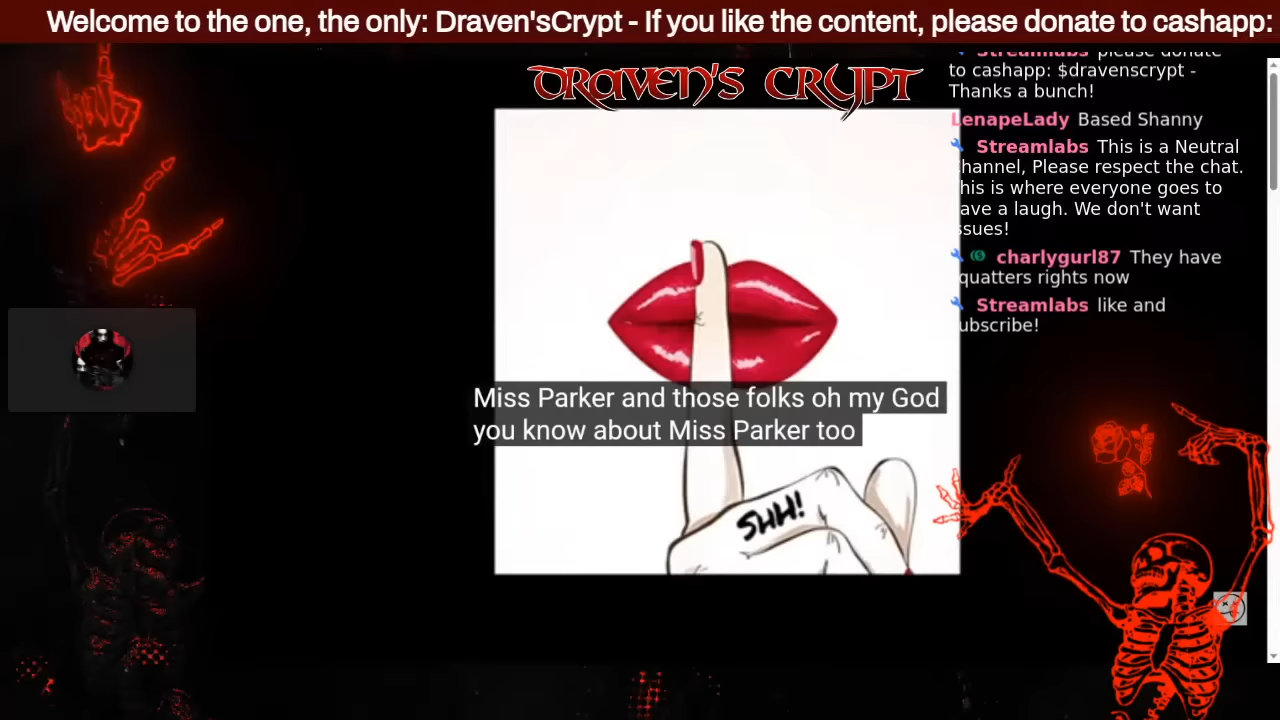 Welcome to the one, the only: Draven'sCrypt - If you like the content, please donate to cashapp:
DRAVEN'S CRYPT
Streamlabs please donate
to cashapp: $dravenscrypt -
Thanks a bunch!
LenapeLady Based Shanny
Streamlabs This is a Neutral
hannel, Please respect the chat.
his is where everyone goes to
ave a laugh. We don't want
ssues!
charlygurl87 They have
quatters right now
Streamlabs like and
ubscribe!
Miss Parker and those folks oh my God
you know about Miss Parker too
SHH!